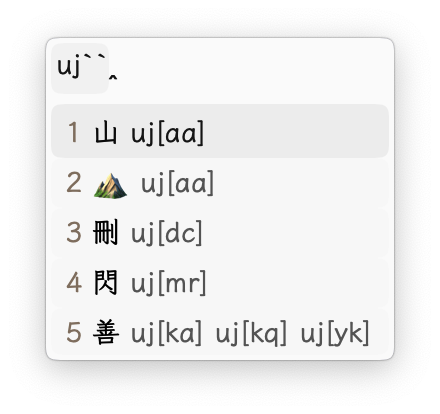 uj``‸
1 山 uj[aa]
2 ⛰️ uj[aa]
3 刪 uj[dc]
4 閃 uj[mr]
5 善 uj[ka] uj[kq] uj[yk]